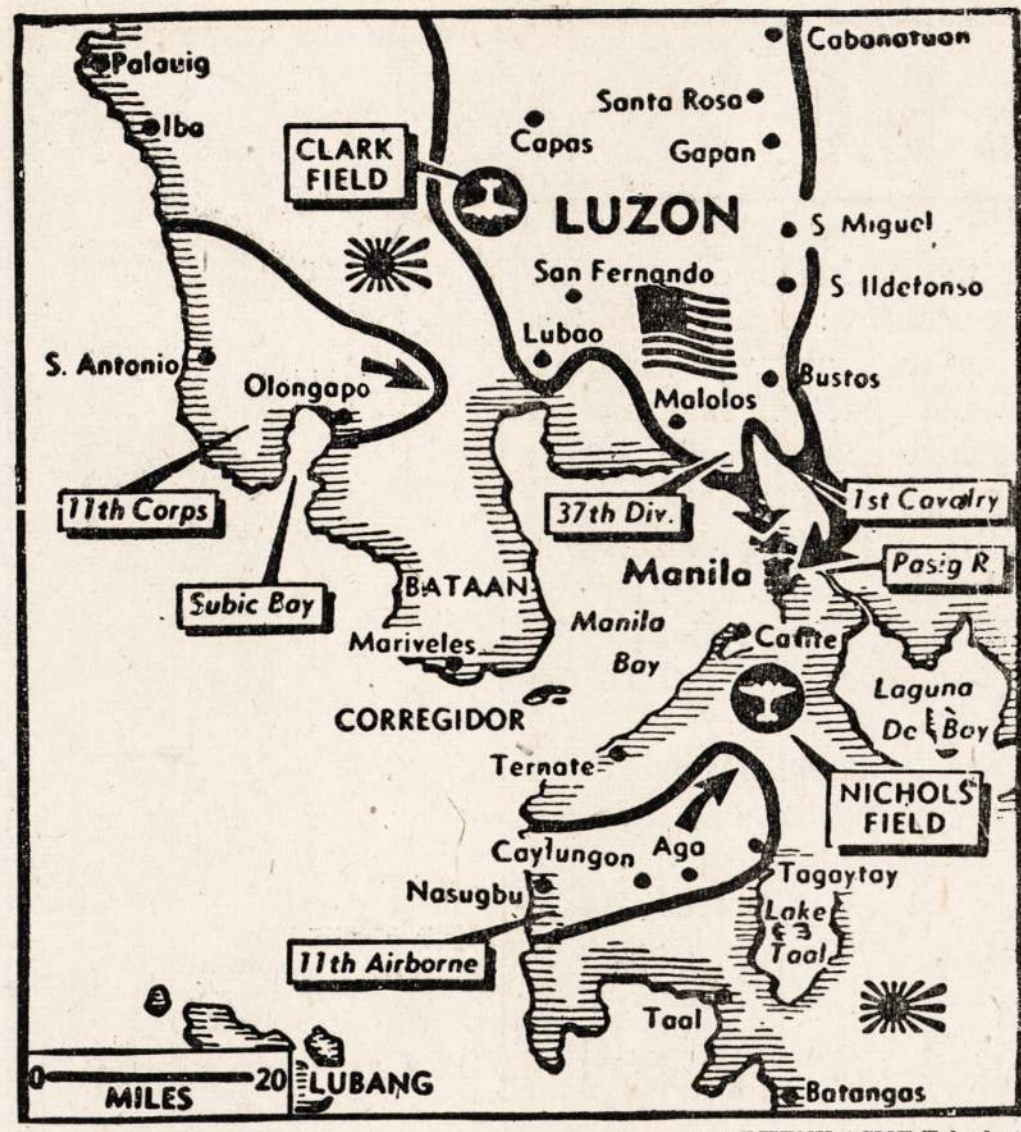 Cabanatuan
Palauig
Santa Rosa
Iba
Capas
Gapan
CLARK
FIELD
LUZON
S Miguel
San Fernando
S Ildefonso
Lubao
S. Antonio
Olongapo
Bustos
Malolos
11th Corps
37th Div.
1st Cavalry
Manila
Pasig R.
Subic Bay
BATAAN
Manila
Bay
Cavite
Mariveles
Laguna
De Bay
CORREGIDOR
Ternate
NICHOLS
FIELD
Caylungon
Aga
Nasugbu
Tagaytay
Lake
Taal
11th Airborne
Taal
0 20
MILES
LUBANG
Batangas